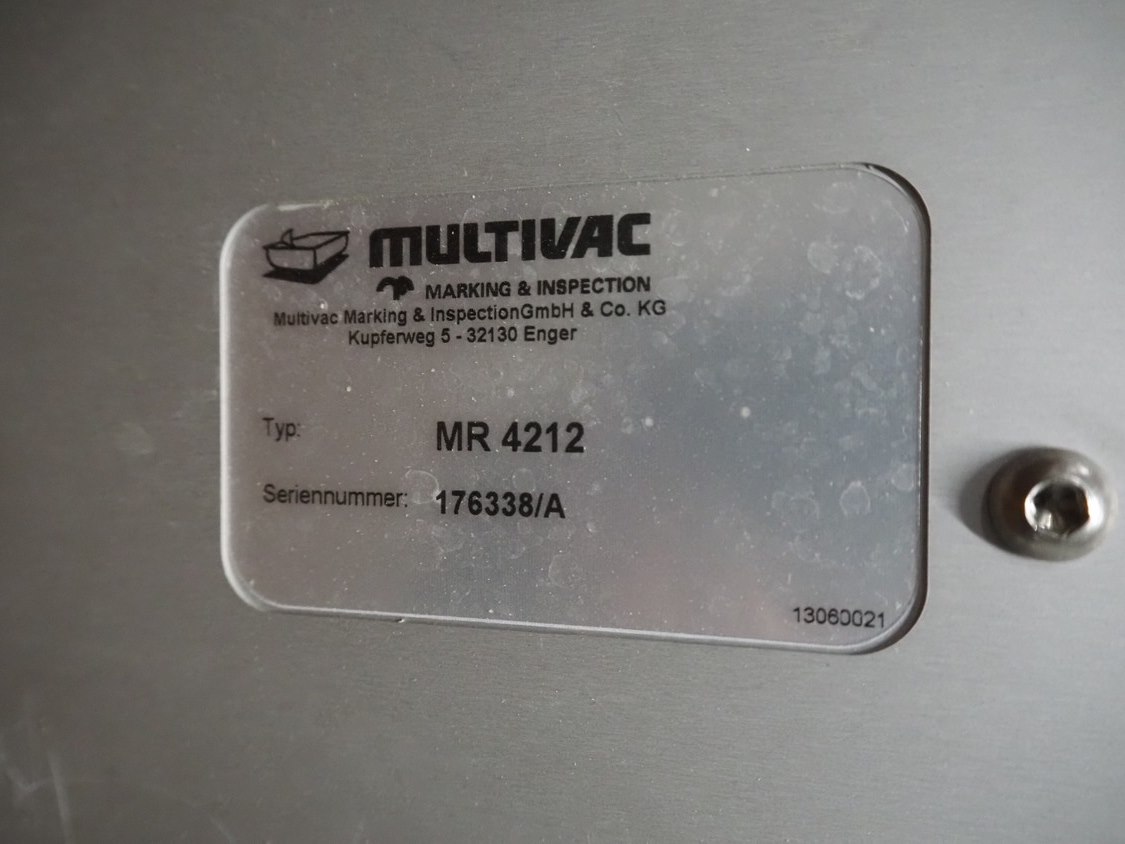 MULTIVAC
MARKING & INSPECTION
Multivac Marking & InspectionGmbH & Co. KG
Kupferweg 5 - 32130 Enger
Typ: MR 4212
Seriennummer: 176338/A
13060021